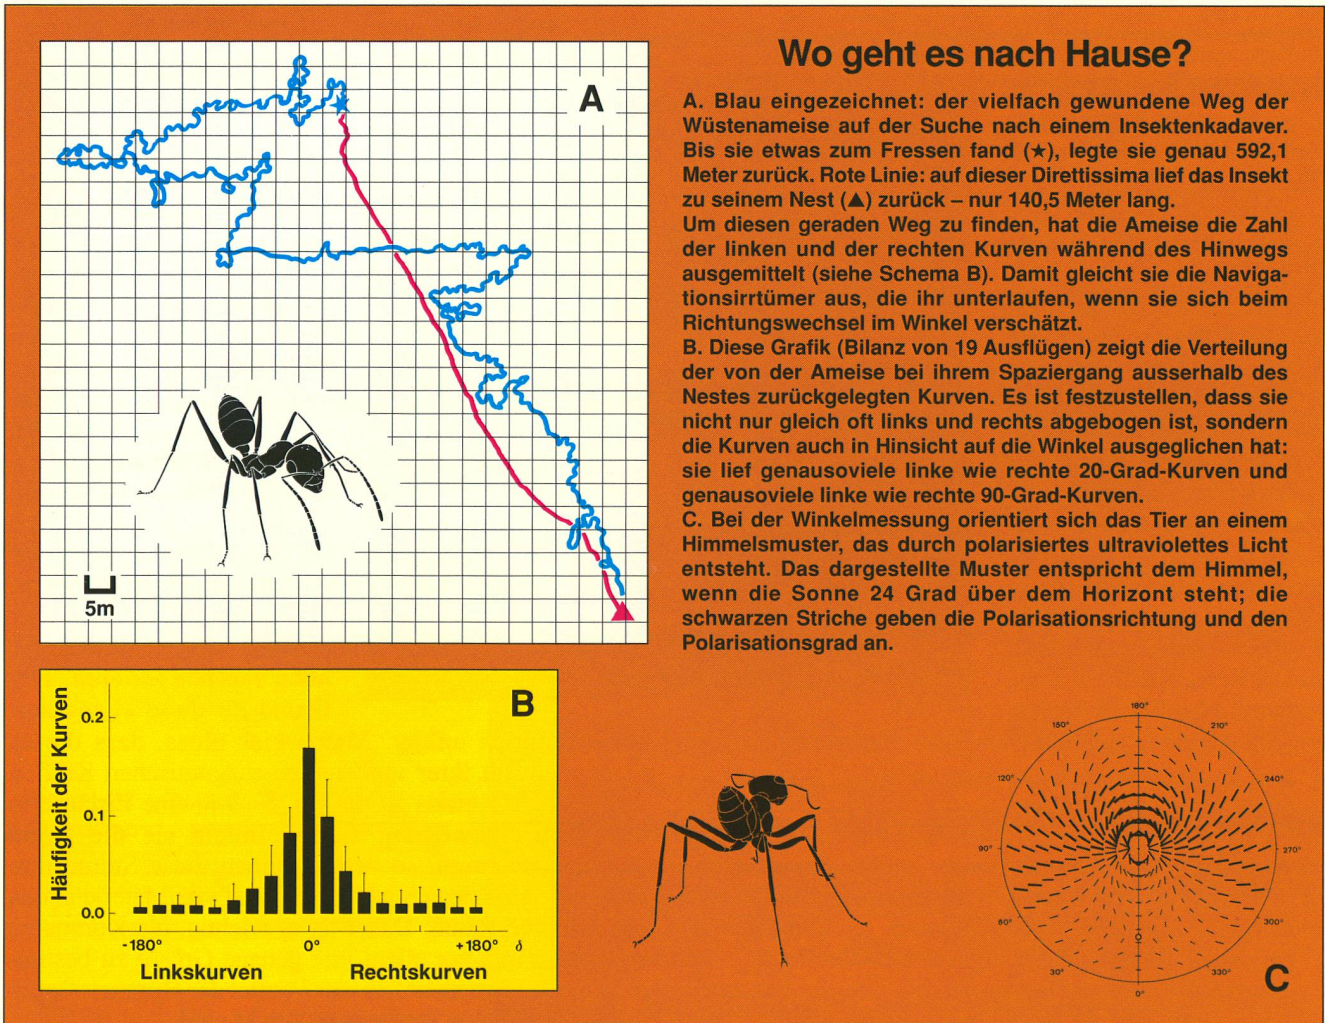 A
5m
Wo geht es nach Hause?
A. Blau eingezeichnet: der vielfach gewundene Weg der
Wüstenameise auf der Suche nach einem Insektenkadaver.
Bis sie etwas zum Fressen fand (★), legte sie genau 592,1
Meter zurück. Rote Linie: auf dieser Direttissima lief das Insekt
zu seinem Nest (▲) zurück – nur 140,5 Meter lang.
Um diesen geraden Weg zu finden, hat die Ameise die Zahl
der linken und der rechten Kurven während des Hinwegs
ausgemittelt (siehe Schema B). Damit gleicht sie die Naviga-
tionsirrtümer aus, die ihr unterlaufen, wenn sie sich beim
Richtungswechsel im Winkel verschätzt.
B. Diese Grafik (Bilanz von 19 Ausflügen) zeigt die Verteilung
der von der Ameise bei ihrem Spaziergang ausserhalb des
Nestes zurückgelegten Kurven. Es ist festzustellen, dass sie
nicht nur gleich oft links und rechts abgebogen ist, sondern
die Kurven auch in Hinsicht auf die Winkel ausgeglichen hat:
sie lief genausoviele linke wie rechte 20-Grad-Kurven und
genausoviele linke wie rechte 90-Grad-Kurven.
C. Bei der Winkelmessung orientiert sich das Tier an einem
Himmelsmuster, das durch polarisiertes ultraviolettes Licht
entsteht. Das dargestellte Muster entspricht dem Himmel,
wenn die Sonne 24 Grad über dem Horizont steht; die
schwarzen Striche geben die Polarisationsrichtung und den
Polarisationsgrad an.
B
Häufigkeit der Kurven
0.2
0.1
0.0
-180° 0° +180° δ
Linkskurven Rechtskurven
180°
150° 210°
120° 240°
90° 270°
60° 300°
30° 330°
0°
C